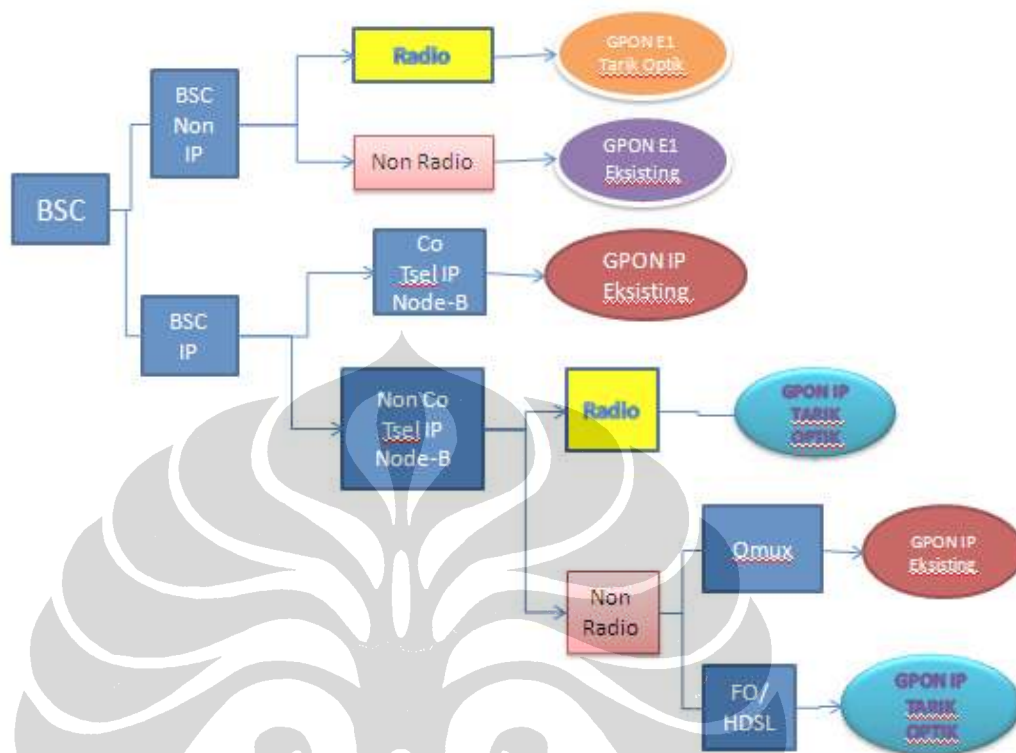 BSC
BSC
Non
IP
Radio
GPON E1
Tarik Optik
Non Radio
GPON E1
Eksisting
BSC
IP
Co
Tsel IP
Node-B
GPON IP
Eksisting
Non Co
Tsel IP
Node-B
Radio
GPON IP
TARIK
OPTIK
Non
Radio
Omux
GPON IP
Eksisting
FO/
HDSL
GPON IP
TARIK
OPTIK